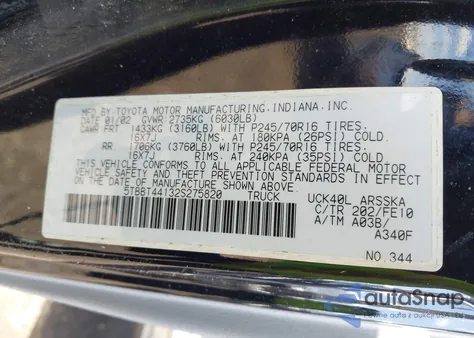 MFD BY TOYOTA MOTOR MANUFACTURING,INDIANA,INC.
DATE 01/02 GVWR 2735KG (6030LB)
GAWR FRT 1433KG (3160LB) WITH P245/70R16 TIRES.
16X7J RIMS. AT 180KPA (26PSI) COLD.
RR 1706KG (3760LB) WITH P245/70R16 TIRES.
16X7J RIMS. AT 240KPA (35PSI) COLD.
THIS VEHICLE CONFORMS TO ALL APPLICABLE FEDERAL MOTOR
VEHICLE SAFETY AND THEFT PREVENTION STANDARDS IN EFFECT
ON THE DATE OF MANUFACTURE SHOWN ABOVE.
5TBBT44132S275820 TRUCK
UCK40L ARSSKA
C/TR 202/FE10
A/TM A03B/
A340F
NO.344
autoSnap